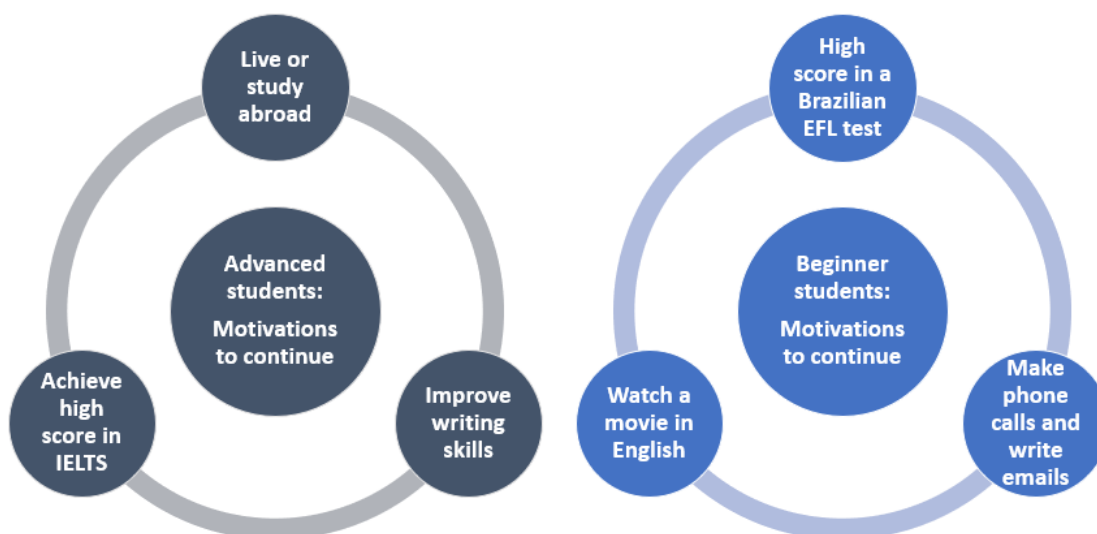 Live or
study
abroad
Advanced
students:
Motivations
to continue
Achieve
high
score in
IELTS
Improve
writing
skills
High
score in a
Brazilian
EFL test
Beginner
students:
Motivations
to continue
Watch a
movie in
English
Make
phone
calls and
write
emails